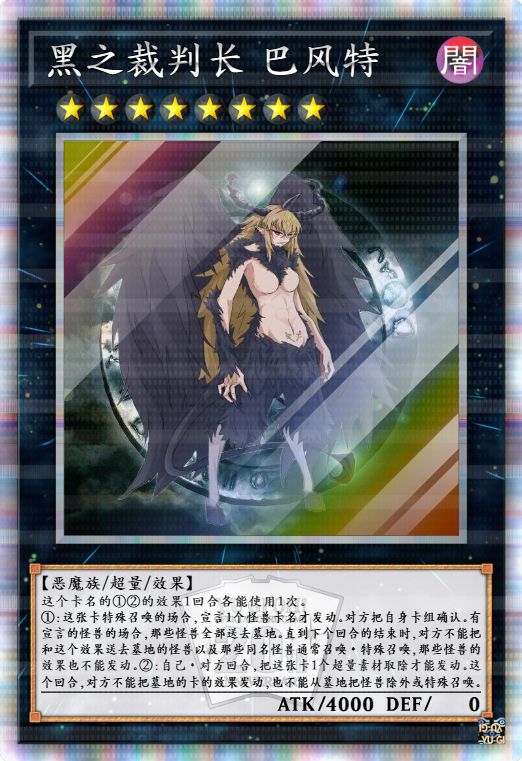 黑之裁判长 巴风特
闇
【恶魔族/超量/效果】
这个卡名的①②的效果1回合各能使用1次。
①:这张卡特殊召唤的场合,宣言1个怪兽卡名才发动。对方把自身卡组确认。有
宣言的怪兽的场合,那些怪兽全部送去墓地。直到下个回合的结束时,对方不能把
和这个效果送去墓地的怪兽以及那些同名怪兽通常召唤·特殊召唤,那些怪兽的
效果也不能发动。②:自己·对方回合,把这张卡1个超量素材取除才能发动。这
个回合,对方不能把墓地的卡的效果发动,也不能从墓地把怪兽除外或特殊召唤。
ATK/4000 DEF/ 0